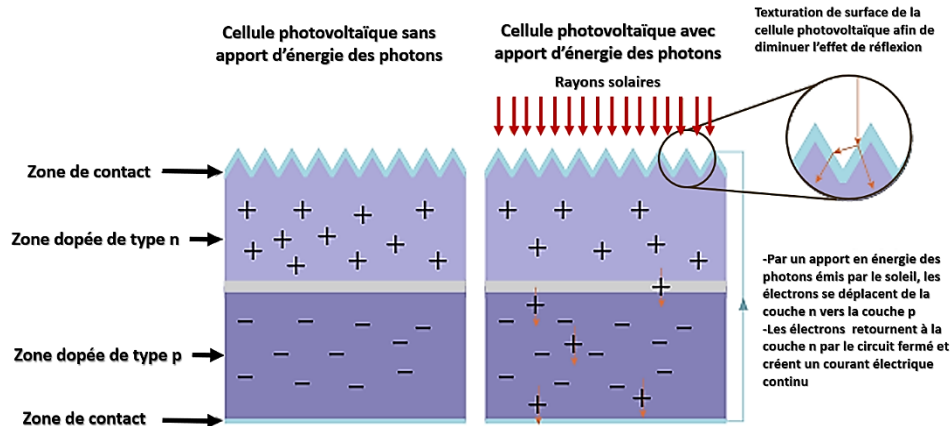 Cellule photovoltaïque sans
apport d'énergie des photons
Cellule photovoltaïque avec
apport d'énergie des photons
Rayons solaires
Texturation de surface de la
cellule photovoltaïque afin de
diminuer l'effet de réflexion
Zone de contact
Zone dopée de type n
Zone dopée de type p
Zone de contact
-Par un apport en énergie des
photons émis par le soleil, les
électrons se déplacent de la
couche n vers la couche p
-Les électrons retournent à la
couche n par le circuit fermé et
créent un courant électrique
continu